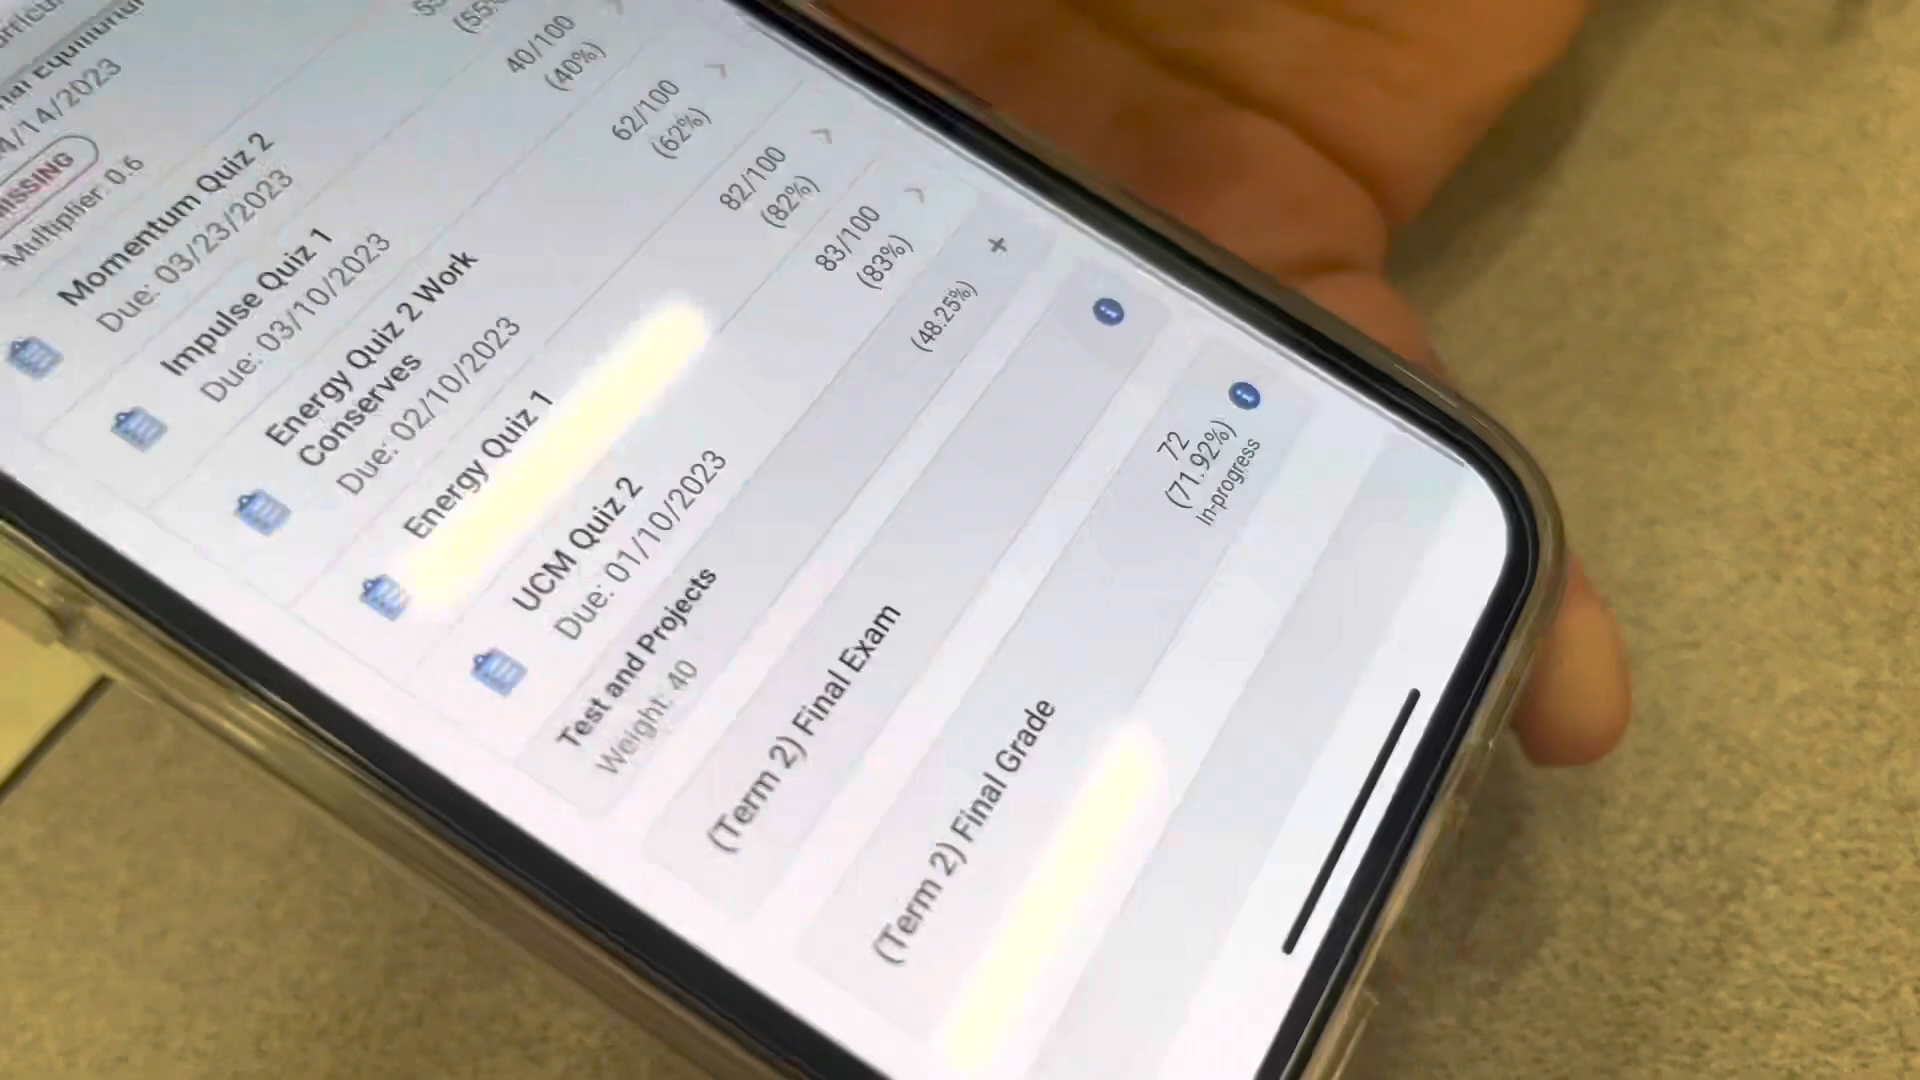 4/14/2023
MISSING
Multiplier: 0.6
Momentum Quiz 2
Due: 03/23/2023
Impulse Quiz 1
Due: 03/10/2023
40/100
(40%)
Energy Quiz 2 Work
Conserves
Due: 02/10/2023
62/100
(62%)
Energy Quiz 1
82/100
(82%)
UCM Quiz 2
Due: 01/10/2023
83/100
(83%)
Test and Projects
Weight: 40
(48.25%)
(Term 2) Final Exam
(Term 2) Final Grade
72
(71.92%)
In-progress